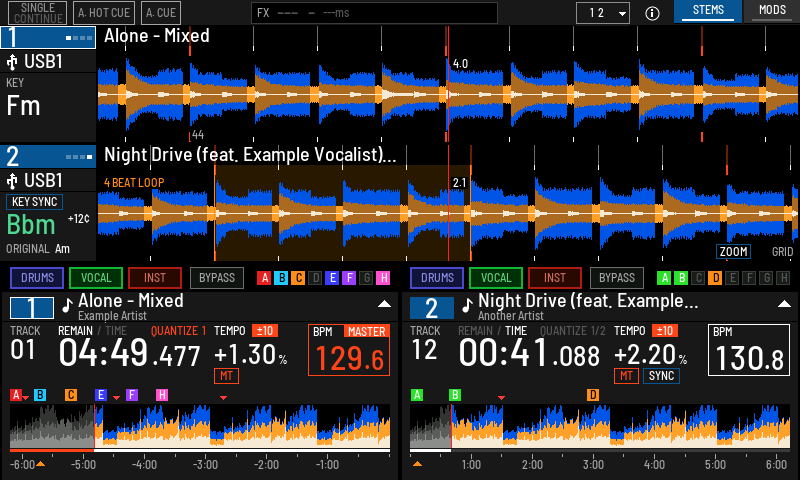 SINGLE
CONTINUE
A. HOT CUE
A. CUE
FX -- - --ms
1 2
STEMS
MODS
1
Alone - Mixed
USB1
KEY
Fm
4.0
44
2
Night Drive (feat. Example Vocalist)...
USB1
KEY SYNC
4 BEAT LOOP
2.1
Bbm +12¢
ORIGINAL Am
ZOOM
GRID
DRUMS
VOCAL
INST
BYPASS
A B C D E F G H
DRUMS
VOCAL
INST
BYPASS
A B C D E F G H
1
Alone - Mixed
Example Artist
TRACK
01
REMAIN / TIME
QUANTIZE 1
04:49.477
TEMPO ±10
+1.30%
MT
BPM MASTER
129.6
A B C E F H
-6:00 -5:00 -4:00 -3:00 -2:00 -1:00
2
Night Drive (feat. Example...
Another Artist
TRACK
12
REMAIN / TIME
QUANTIZE 1/2
00:41.088
TEMPO ±10
+2.20%
MT
SYNC
BPM
130.8
A B D
1:00 2:00 3:00 4:00 5:00 6:00